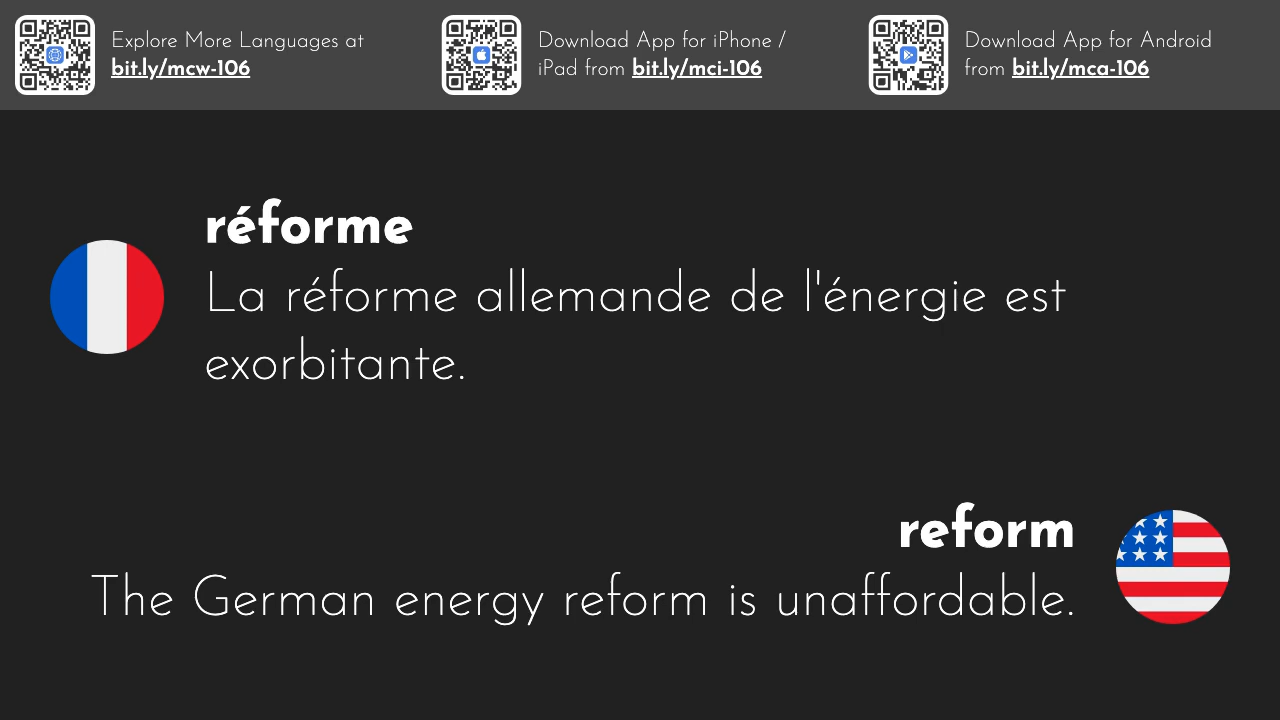 Explore More Languages at
bit.ly/mcw-106
Download App for iPhone /
iPad from bit.ly/mci-106
Download App for Android
from bit.ly/mca-106
réforme
La réforme allemande de l'énergie est
exorbitante.
reform
The German energy reform is unaffordable.